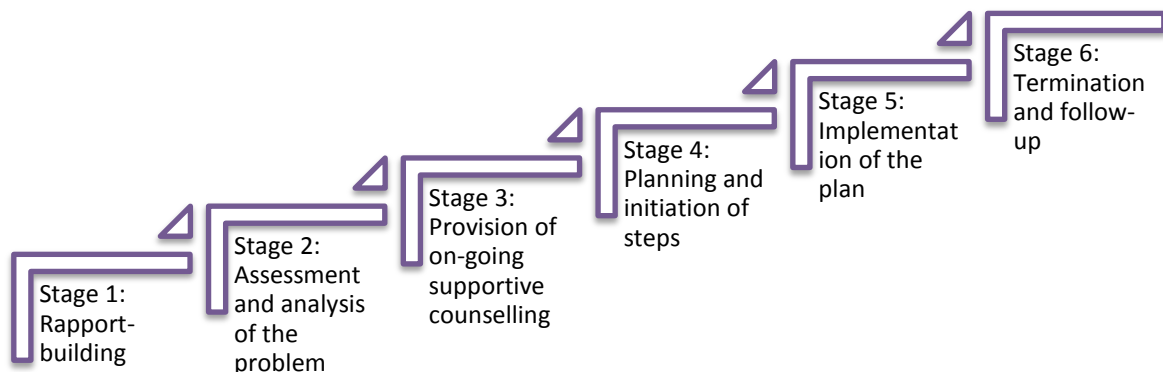 Stage 1:
Rapport-
building
Stage 2:
Assessment
and analysis
of the
problem
Stage 3:
Provision of
on-going
supportive
counselling
Stage 4:
Planning and
initiation of
steps
Stage 5:
Implementat
ion of the
plan
Stage 6:
Termination
and follow-
up